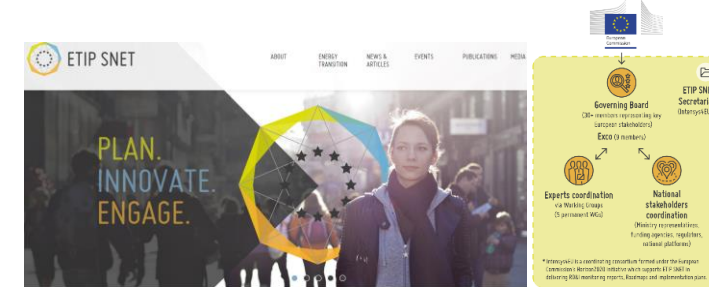 ETIP SNET
ABOUT
ENERGY
TRANSITION
NEWS &
ARTICLES
EVENTS
PUBLICATIONS
MEDIA
PLAN.
INNOVATE.
ENGAGE.
European
Commission
ETIP SN
Secretari
Governing Board
(30+ members representing key
European stakeholders)
Exco (9 members)
Experts coordination
via Working Groups
(5 permanent WGs)
National
stakeholders
coordination
(Ministry representatives,
funding agencies, regulators,
national platforms)
* IntensysEU is a coordinating consortium formed under the European
Commission's Horizon2020 initiative which supports ETIP SNET in
delivering RD&I monitoring reports, Roadmaps and implementation plans.